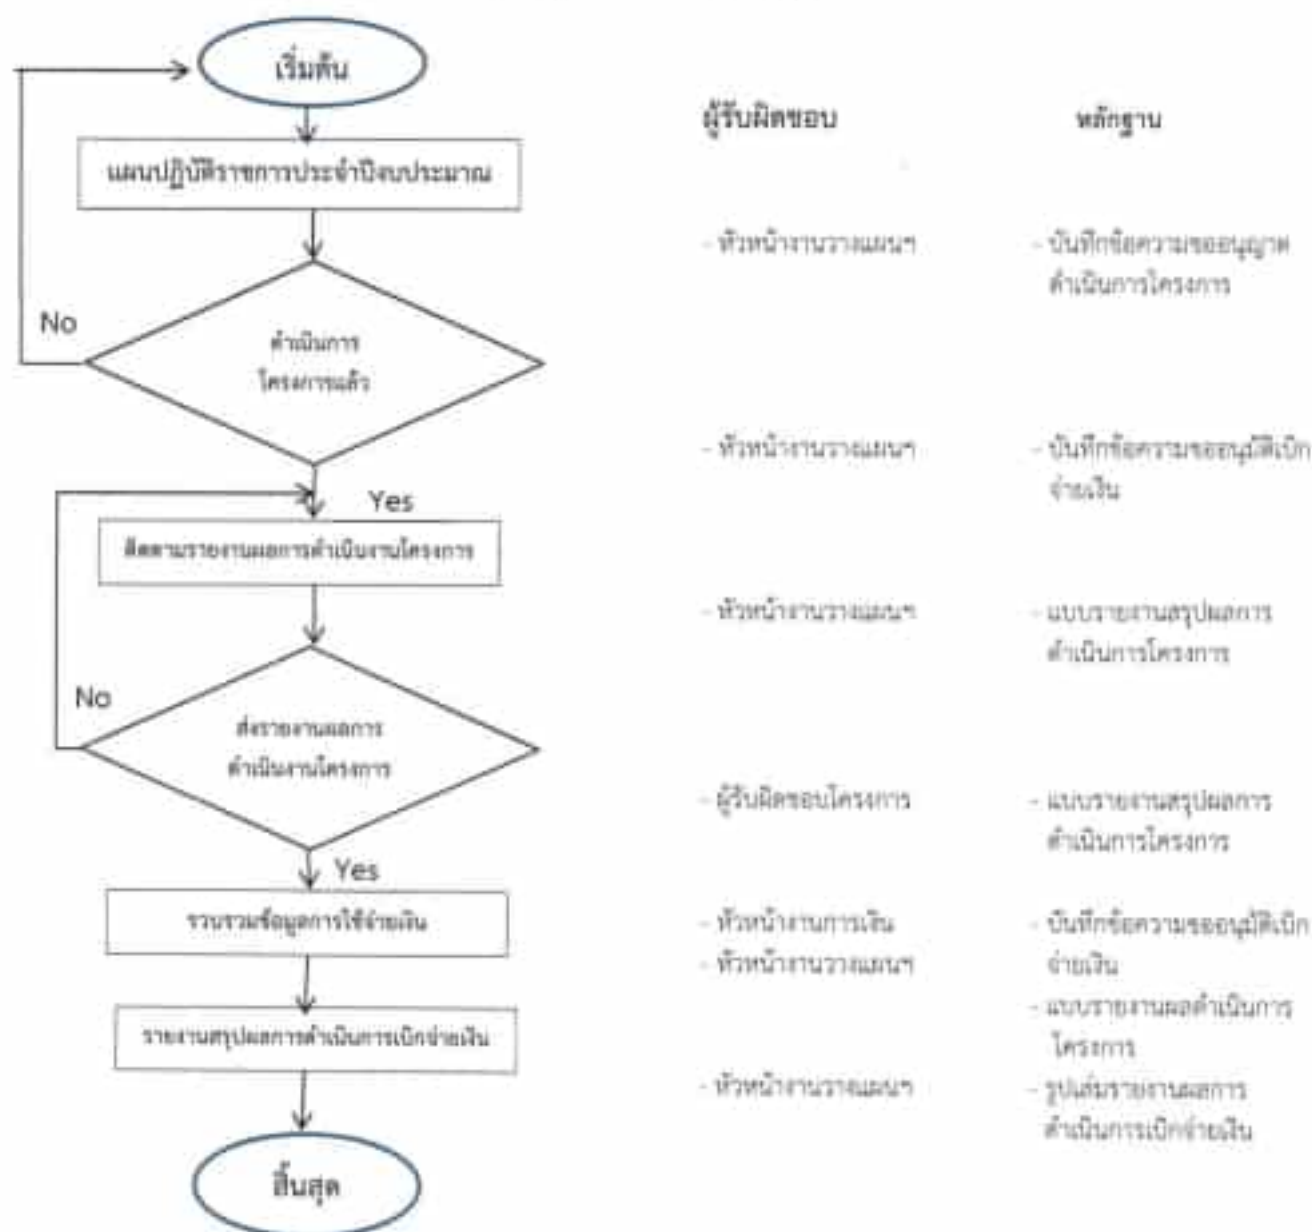 เริ่มต้น
แผนปฏิบัติราชการประจำปีงบประมาณ
No
ดำเนินการ
โครงการแล้ว
Yes
ติดตามรายงานผลการดำเนินงานโครงการ
No
ส่งรายงานผลการ
ดำเนินงานโครงการ
Yes
รวบรวมข้อมูลการใช้จ่ายเงิน
รายงานสรุปผลการดำเนินการเบิกจ่ายเงิน
สิ้นสุด
ผู้รับผิดชอบ
- หัวหน้างานวางแผนฯ
- หัวหน้างานวางแผนฯ
- หัวหน้างานวางแผนฯ
- ผู้รับผิดชอบโครงการ
- หัวหน้างานการเงิน
- หัวหน้างานวางแผนฯ
- หัวหน้างานวางแผนฯ
หลักฐาน
- บันทึกข้อความขออนุญาต
ดำเนินการโครงการ
- บันทึกข้อความขออนุมัติเบิก
จ่ายเงิน
- แบบรายงานสรุปผลการ
ดำเนินการโครงการ
- แบบรายงานสรุปผลการ
ดำเนินการโครงการ
- บันทึกข้อความขออนุมัติเบิก
จ่ายเงิน
- แบบรายงานผลดำเนินการ
โครงการ
- รูปเล่มรายงานผลการ
ดำเนินการเบิกจ่ายเงิน